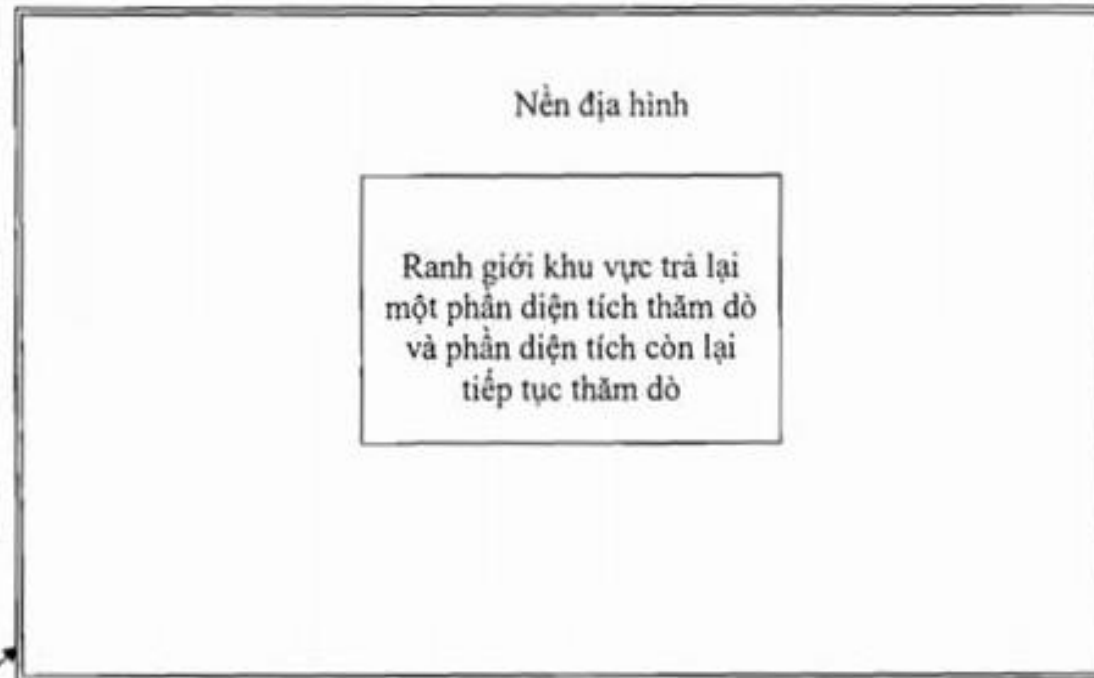 Nền địa hình
Ranh giới khu vực trả lại
một phần diện tích thăm dò
và phần diện tích còn lại
tiếp tục thăm dò